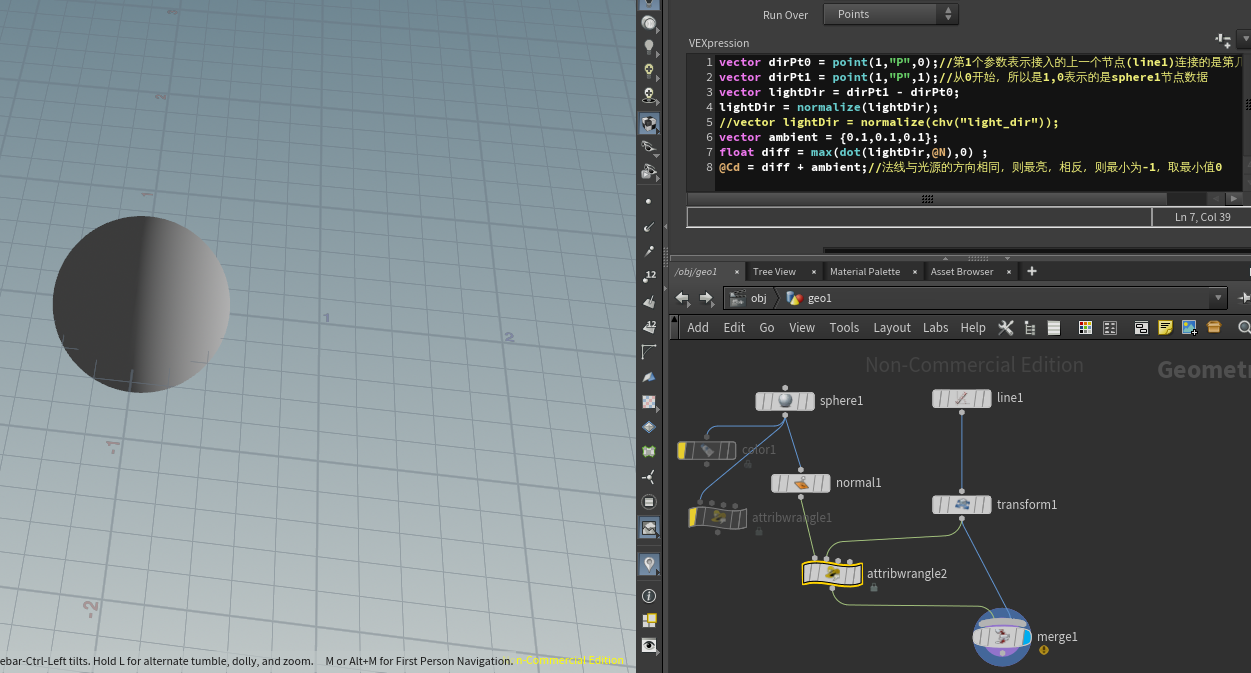 Run Over Points
VEXpression
1 vector dirPt0 = point(1,"P",0);//第1个参数表示接入的上一个节点(line1)连接的是第
2 vector dirPt1 = point(1,"P",1);//从0开始，所以是1,0表示的是sphere1节点数据
3 vector lightDir = dirPt1 - dirPt0;
4 lightDir = normalize(lightDir);
5 //vector lightDir = normalize(chv("light_dir"));
6 vector ambient = {0.1,0.1,0.1};
7 float diff = max(dot(lightDir,@N),0) ;
8 @Cd = diff + ambient;//法线与光源的方向相同，则最亮，相反，则最小为-1，取最小值0
Ln 7, Col 39
/obj/geo1 × Tree View × Material Palette × Asset Browser × +
obj geo1
Add Edit Go View Tools Layout Labs Help
Non-Commercial Edition
Geomet
sphere1
line1
color1
normal1
attribwrangle1
transform1
attribwrangle2
merge1
1
2
-1
-2
12
12
ebar-Ctrl-Left tilts. Hold L for alternate tumble, dolly, and zoom. M or Alt+M for First Person Navigation.
n-Commercial Edition